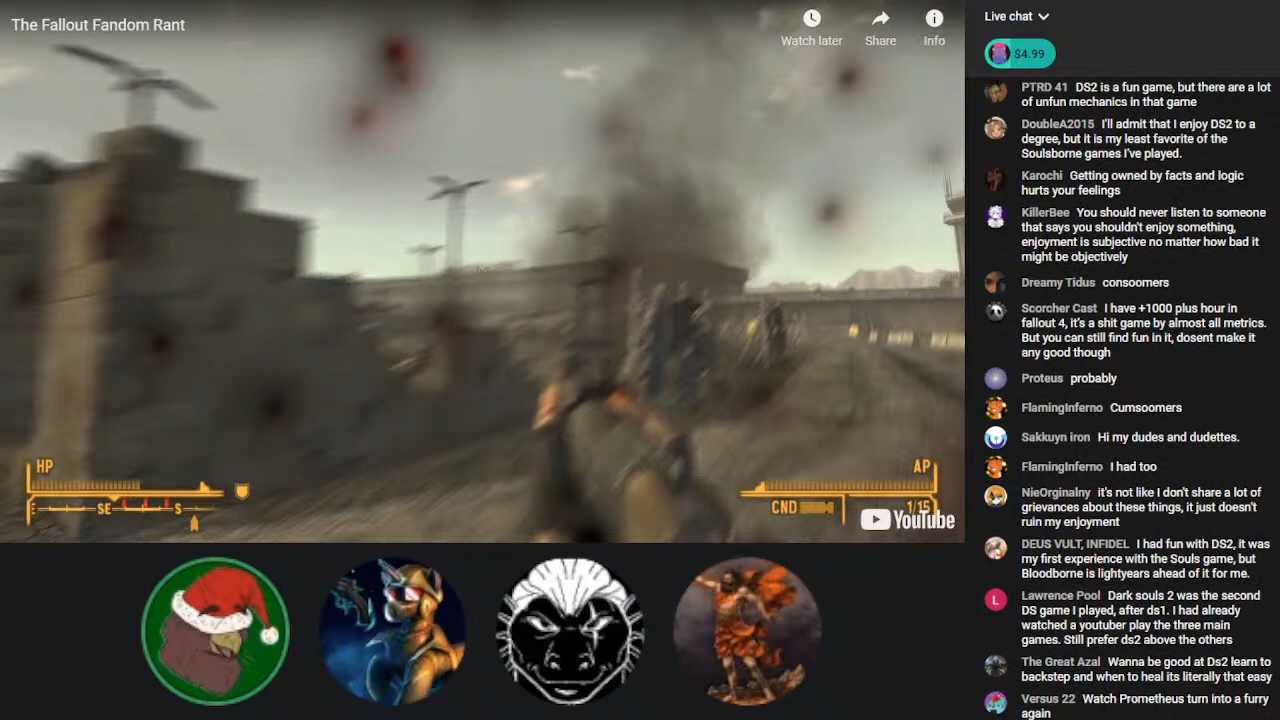 The Fallout Fandom Rant
Watch later
Share
Info
HP
E
SE
S
AP
CND
1/15
YouTube
Live chat
$4.99
PTRD 41 DS2 is a fun game, but there are a lot
of unfun mechanics in that game
DoubleA2015 I'll admit that I enjoy DS2 to a
degree, but it is my least favorite of the
Soulsborne games I've played.
Karochi Getting owned by facts and logic
hurts your feelings
KillerBee You should never listen to someone
that says you shouldn't enjoy something,
enjoyment is subjective no matter how bad it
might be objectively
Dreamy Tidus consoomers
Scorcher Cast I have +1000 plus hour in
fallout 4, it's a shit game by almost all metrics.
But you can still find fun in it, dosent make it
any good though
Proteus probably
FlamingInferno Cumsoomers
Sakkuyn iron Hi my dudes and dudettes.
FlamingInferno I had too
NieOrginalny it's not like I don't share a lot of
grievances about these things, it just doesn't
ruin my enjoyment
DEUS VULT, INFIDEL I had fun with DS2, it was
my first experience with the Souls game, but
Bloodborne is lightyears ahead of it for me.
L
Lawrence Pool Dark souls 2 was the second
DS game I played, after ds1. I had already
watched a youtuber play the three main
games. Still prefer ds2 above the others
The Great Azal Wanna be good at Ds2 learn to
backstep and when to heal its literally that easy
Versus 22 Watch Prometheus turn into a furry
again